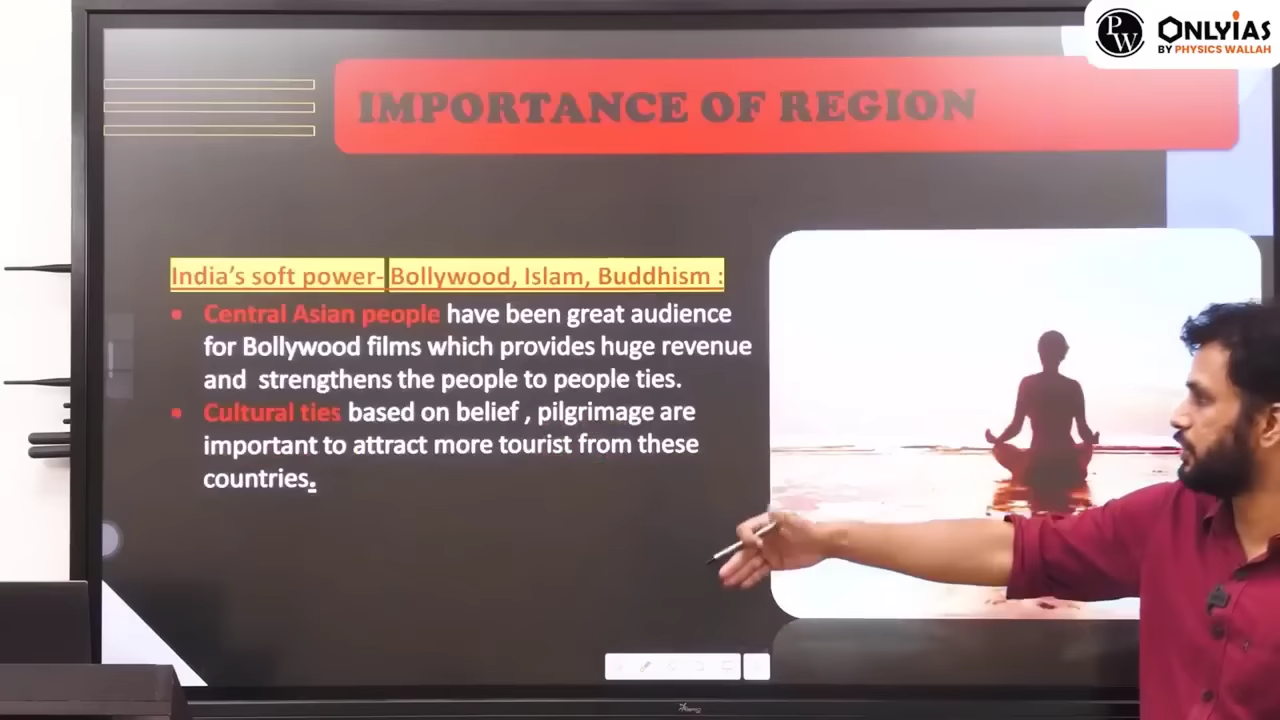 PW ONLYIAS
BY PHYSICS WALLAH
IMPORTANCE OF REGION
India's soft power- Bollywood, Islam, Buddhism :
• Central Asian people have been great audience
for Bollywood films which provides huge revenue
and strengthens the people to people ties.
• Cultural ties based on belief , pilgrimage are
important to attract more tourist from these
countries.